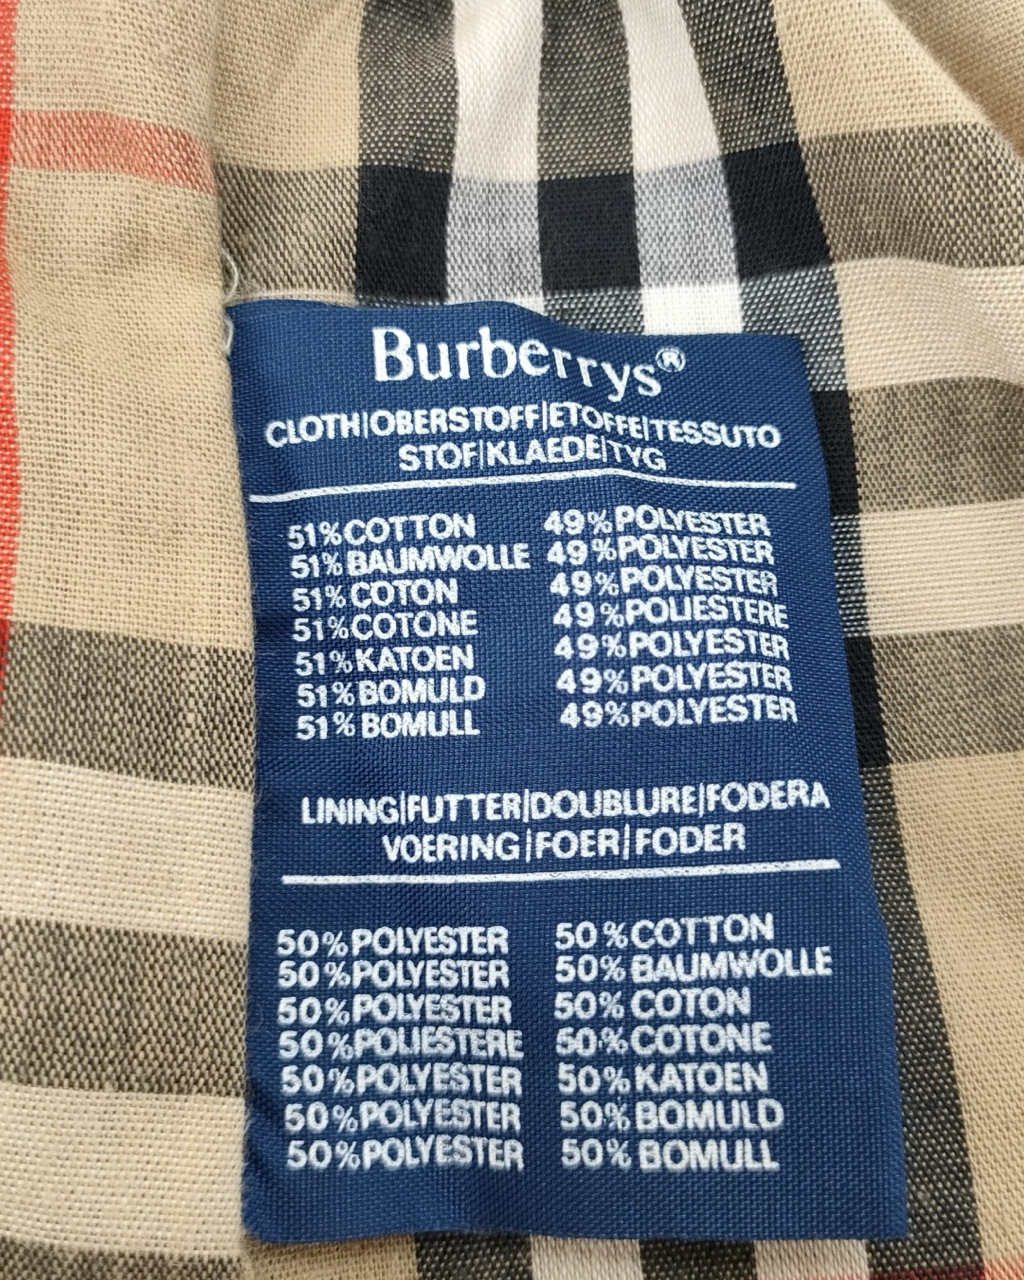 Burberrys®
CLOTH|OBERSTOFF|ETOFFE|TESSUTO
STOF|KLAEDE|TYG
51% COTTON 49% POLYESTER
51% BAUMWOLLE 49% POLYESTER
51% COTON 49% POLYESTER
51% COTONE 49% POLIESTERE
51% KATOEN 49% POLYESTER
51% BOMULD 49% POLYESTER
51% BOMULL 49% POLYESTER
LINING|FUTTER|DOUBLURE|FODERA
VOERING|FOER|FODER
50% POLYESTER 50% COTTON
50% POLYESTER 50% BAUMWOLLE
50% POLYESTER 50% COTON
50% POLIESTERE 50% COTONE
50% POLYESTER 50% KATOEN
50% POLYESTER 50% BOMULD
50% POLYESTER 50% BOMULL